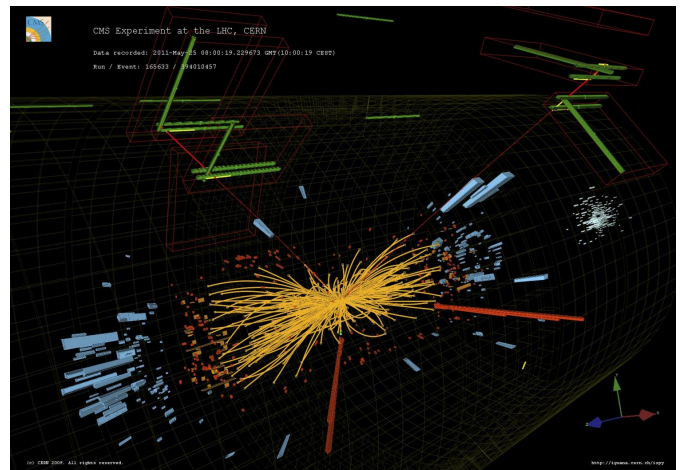 CMS Experiment at the LHC, CERN
Data recorded: 2011-May-25 08:00:19.229673 GMT(10:00:19 CEST)
Run / Event: 165633 / 394010457
(c) CERN 2009. All rights reserved.
http://iguana.cern.ch/ispy